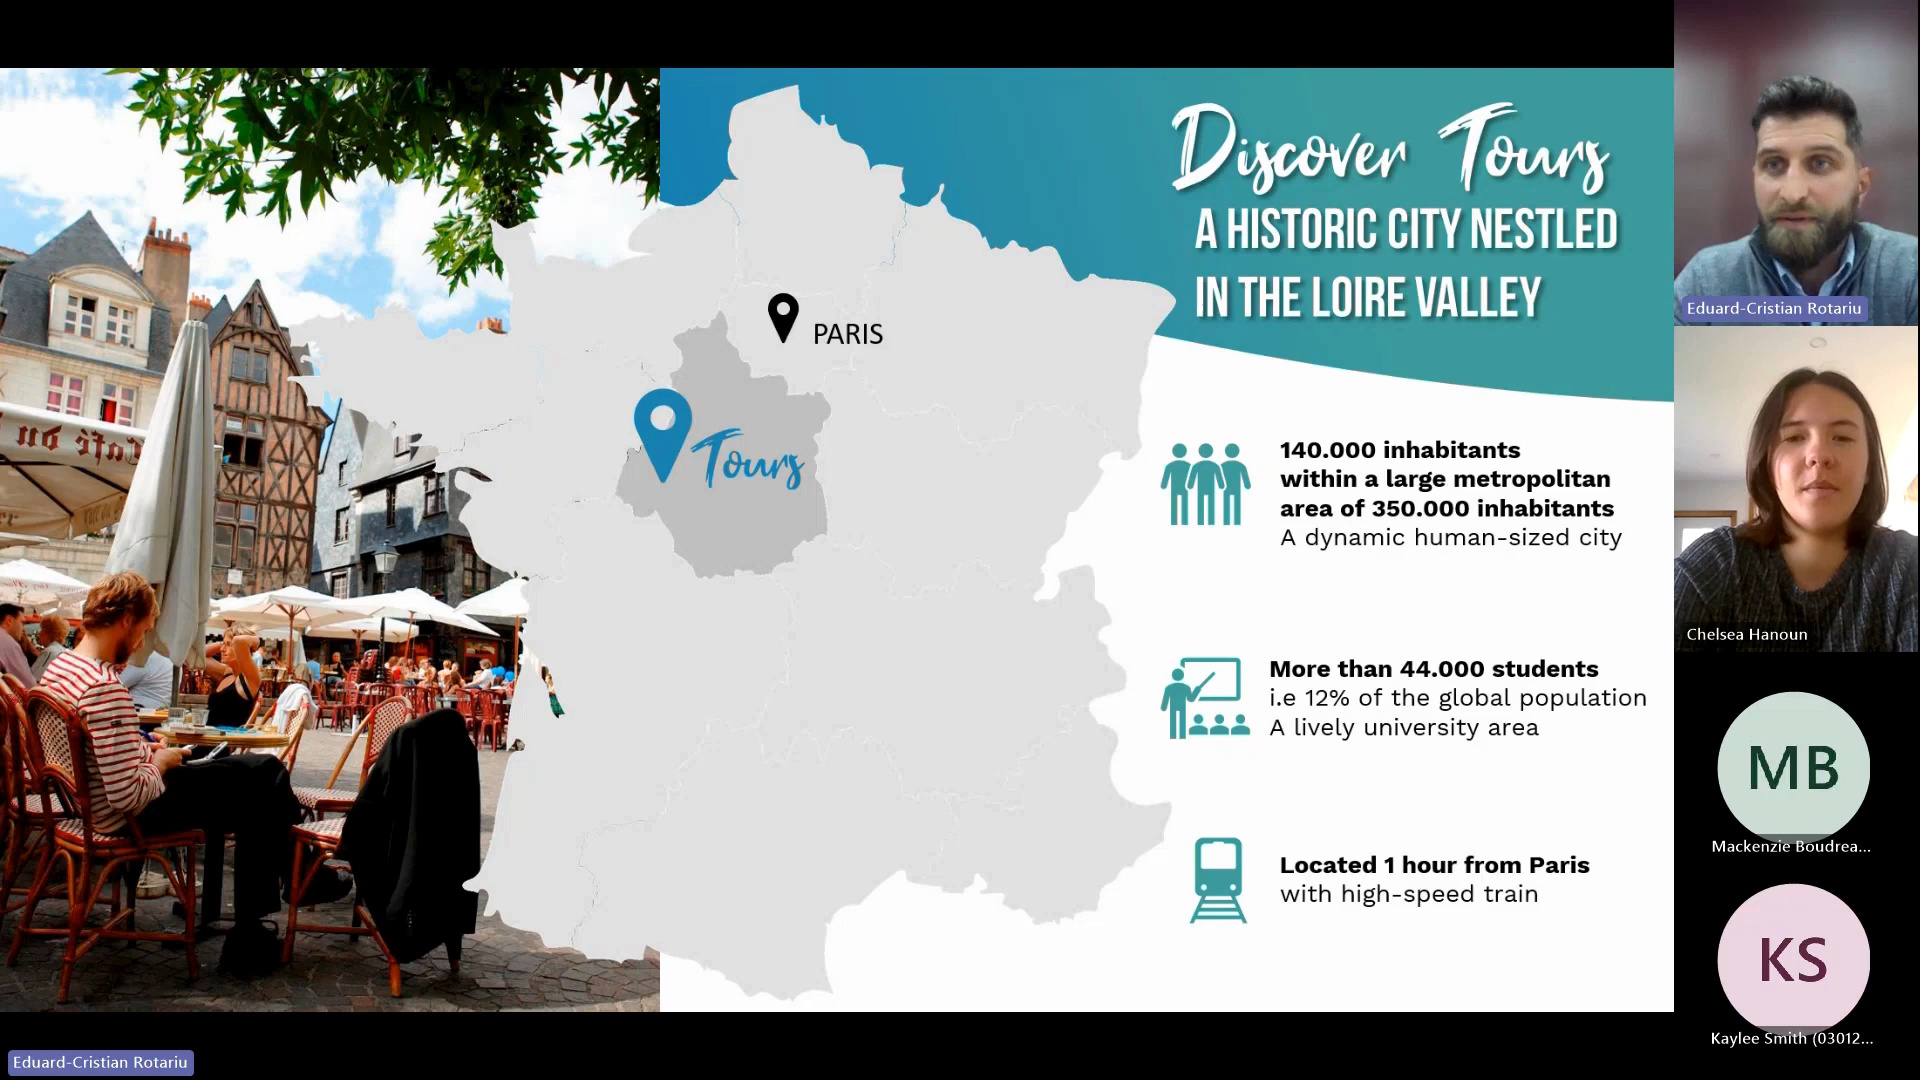 Discover Tours
A HISTORIC CITY NESTLED
IN THE LOIRE VALLEY
PARIS
Tours
140.000 inhabitants
within a large metropolitan
area of 350.000 inhabitants
A dynamic human-sized city
More than 44.000 students
i.e 12% of the global population
A lively university area
Located 1 hour from Paris
with high-speed train
Eduard-Cristian Rotariu
Chelsea Hanoun
MB
Mackenzie Boudrea...
KS
Kaylee Smith (03012...
Eduard-Cristian Rotariu